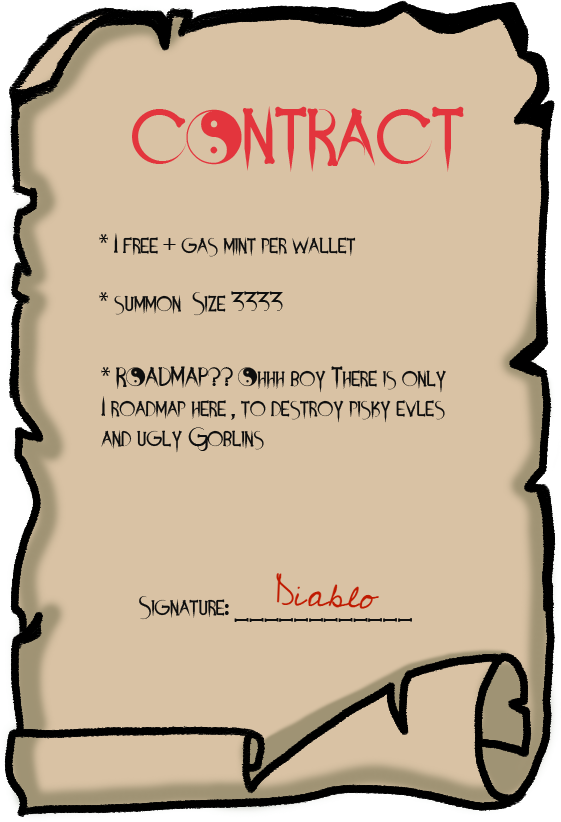 CONTRACT
* 1 FREE + GAS MINT PER WALLET
* SUMMON SIZE 3333
* ROADMAP?? OHHH BOY THERE IS ONLY
1 ROADMAP HERE , TO DESTROY PISKY EVLES
AND UGLY GOBLINS
SIGNATURE: Diablo